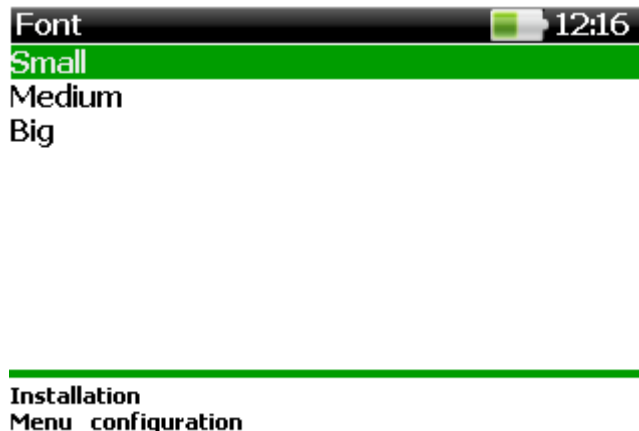 Font 12:16
Small
Medium
Big
Installation
Menu configuration